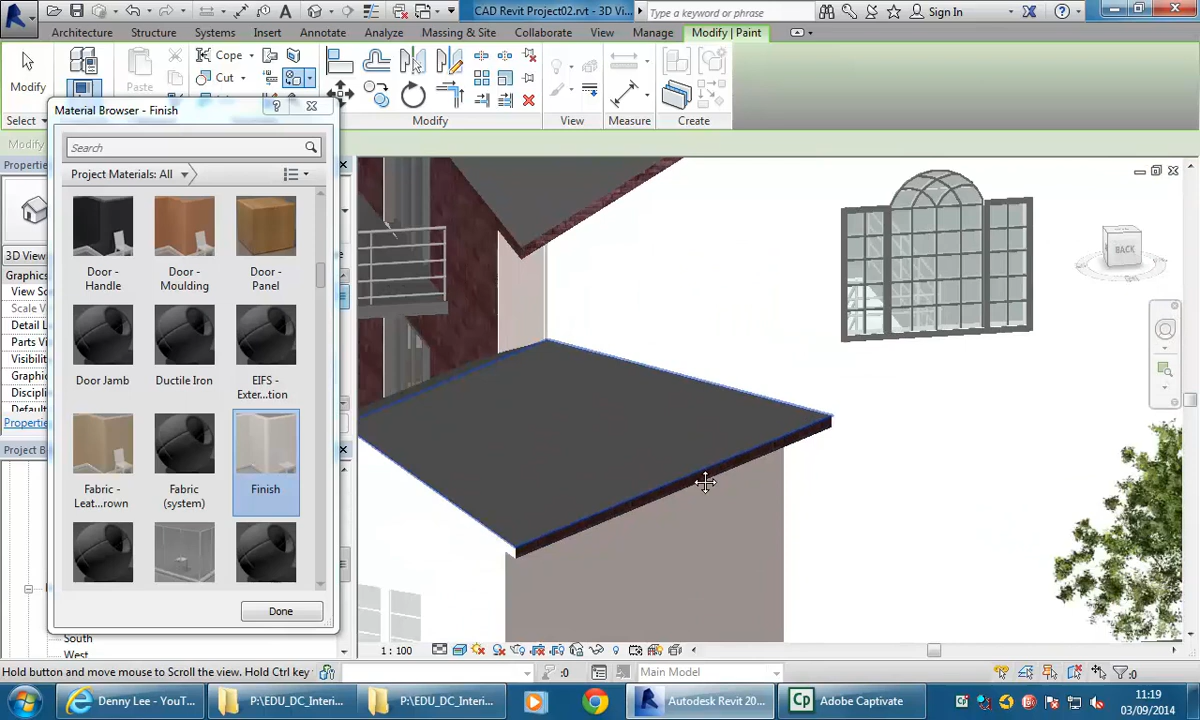 CAD Revit Project02.rvt - 3D Vi...
Type a keyword or phrase
Sign In
Architecture
Structure
Systems
Insert
Annotate
Analyze
Massing & Site
Collaborate
View
Manage
Modify | Paint
Modify
Paste
Cope
Cut
Select
Modify
View
Measure
Create
Material Browser - Finish
Search
Project Materials: All
Door - Handle
Door - Moulding
Door - Panel
Door Jamb
Ductile Iron
EIFS - Exter...tion
Fabric - Leat...rown
Fabric (system)
Finish
Done
Modify
Properti
3D View
Graphics
View Sc
Scale V
Detail L
Parts Vi
Visibilit
Graphic
Discipli
Default
Properti
Project B
South
West
BACK
1 : 100
Hold button and move mouse to Scroll the view. Hold Ctrl key
:0
Main Model
:0
Denny Lee - YouT...
P:\EDU_DC_Interi...
P:\EDU_DC_Interi...
Autodesk Revit 20...
Adobe Captivate
11:19
03/09/2014